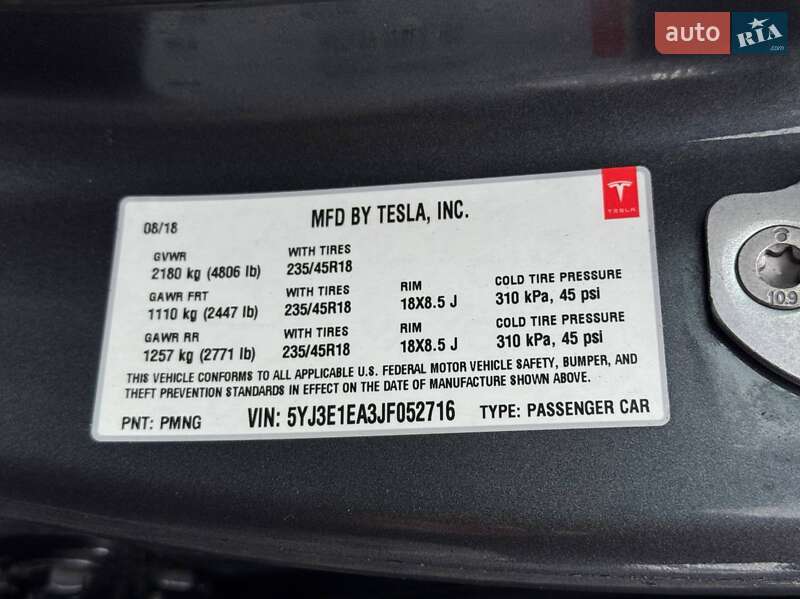 auto RIA .com
MFD BY TESLA, INC.
TESLA
08/18
GVWR WITH TIRES
2180 kg (4806 lb) 235/45R18
GAWR FRT WITH TIRES RIM COLD TIRE PRESSURE
1110 kg (2447 lb) 235/45R18 18X8.5 J 310 kPa, 45 psi
GAWR RR WITH TIRES RIM COLD TIRE PRESSURE
1257 kg (2771 lb) 235/45R18 18X8.5 J 310 kPa, 45 psi
THIS VEHICLE CONFORMS TO ALL APPLICABLE U.S. FEDERAL MOTOR VEHICLE SAFETY, BUMPER, AND
THEFT PREVENTION STANDARDS IN EFFECT ON THE DATE OF MANUFACTURE SHOWN ABOVE.
PNT: PMNG VIN: 5YJ3E1EA3JF052716 TYPE: PASSENGER CAR
10.9